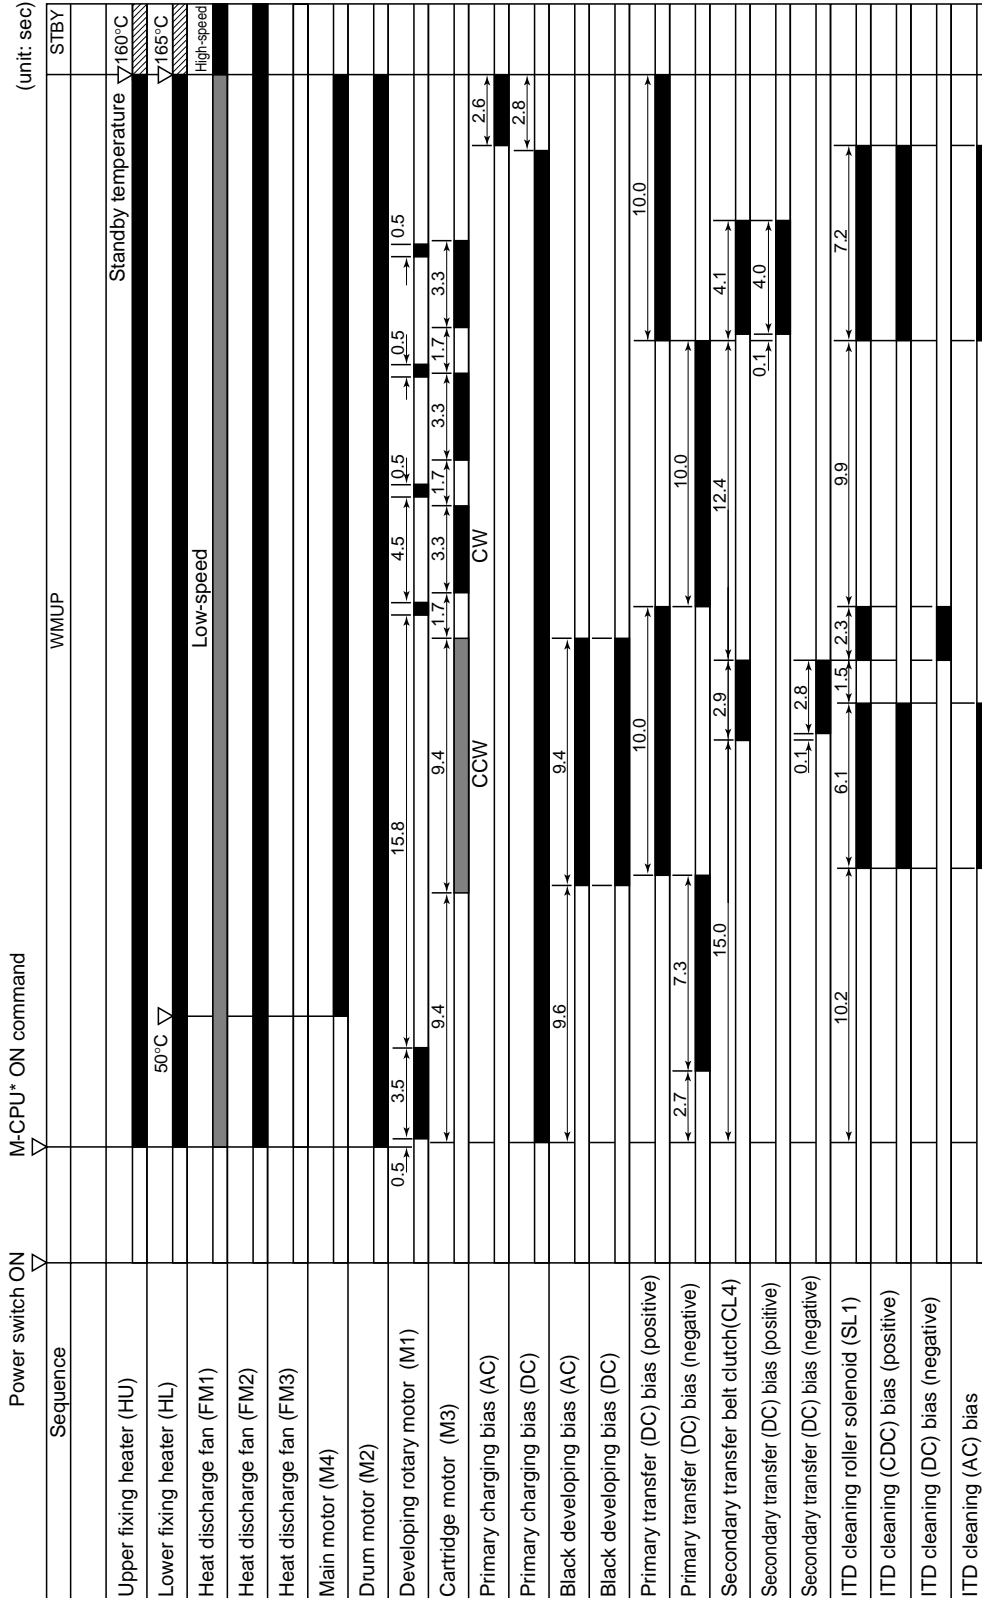 (unit: sec)
Power switch ON
M-CPU* ON command
Sequence
WMUP
STBY
Standby temperature
Upper fixing heater (HU)
160°C
Lower fixing heater (HL)
50°C
165°C
Heat discharge fan (FM1)
Low-speed
High-speed
Heat discharge fan (FM2)
Heat discharge fan (FM3)
Main motor (M4)
Drum motor (M2)
Developing rotary motor (M1)
0.5 3.5 15.8 4.5 0.5 0.5 0.5
Cartridge motor (M3)
9.4 9.4 1.7 3.3 1.7 3.3 1.7 3.3
CCW CW
Primary charging bias (AC)
2.6
Primary charging bias (DC)
2.8
Black developing bias (AC)
9.6 9.4
Black developing bias (DC)
Primary transfer (DC) bias (positive)
10.0 10.0
Primary transfer (DC) bias (negative)
2.7 7.3 10.0
Secondary transfer belt clutch(CL4)
15.0 2.9 12.4 4.1
Secondary transfer (DC) bias (positive)
0.1 4.0
Secondary transfer (DC) bias (negative)
0.1 2.8
ITD cleaning roller solenoid (SL1)
10.2 6.1 1.5 2.3 9.9 7.2
ITD cleaning (CDC) bias (positive)
ITD cleaning (DC) bias (negative)
ITD cleaning (AC) bias